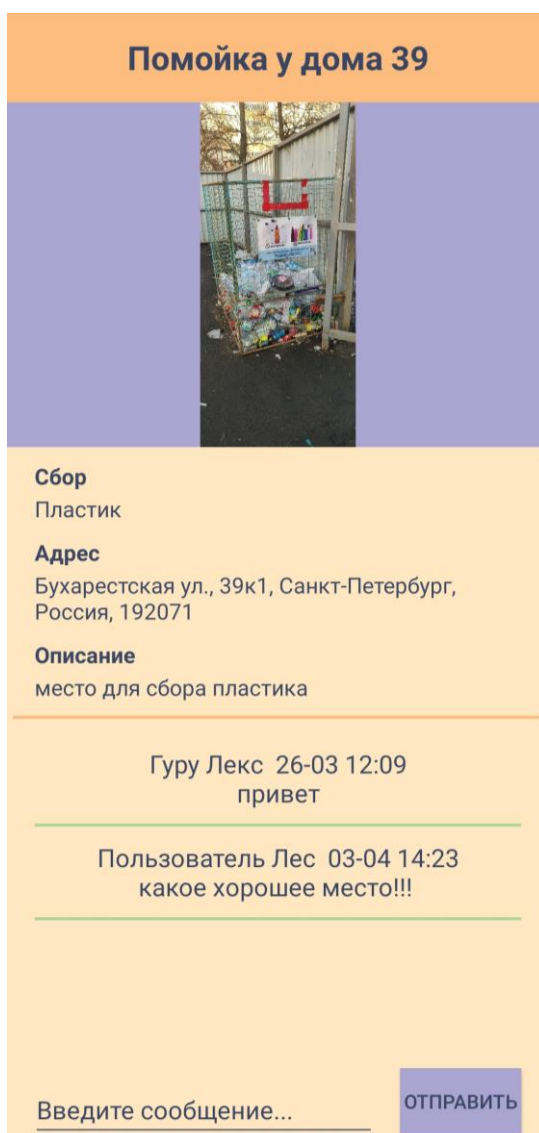 Помойка у дома 39
Сбор
Пластик
Адрес
Бухарестская ул., 39к1, Санкт-Петербург,
Россия, 192071
Описание
место для сбора пластика
Гуру Лекс 26-03 12:09
привет
Пользователь Лес 03-04 14:23
какое хорошее место!!!
Введите сообщение...
ОТПРАВИТЬ